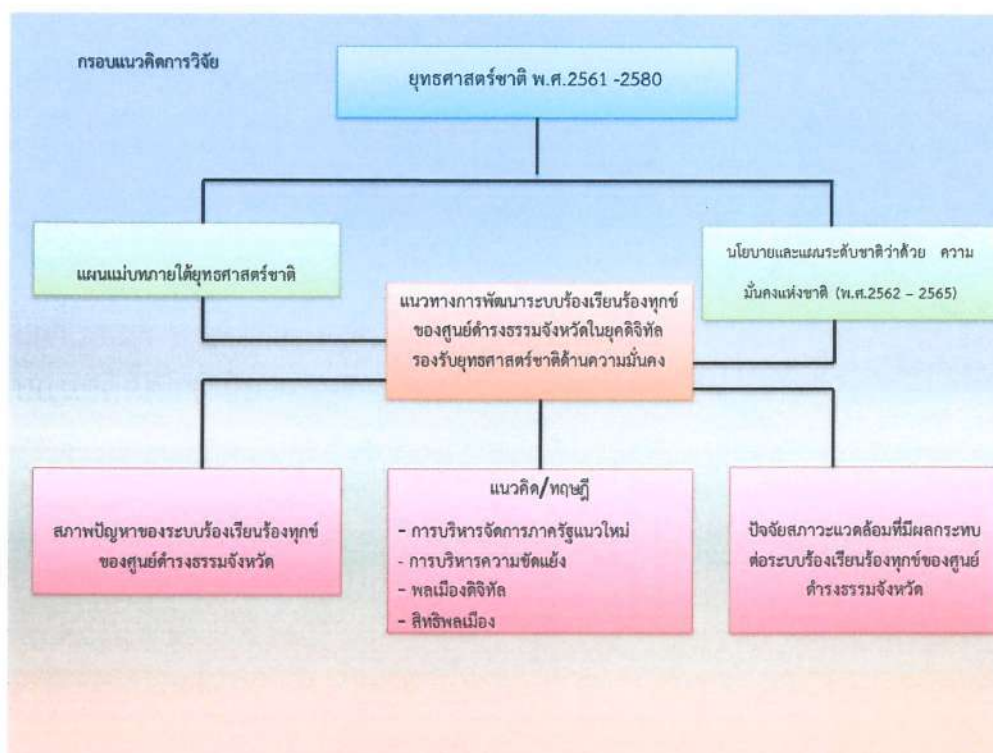 กรอบแนวคิดการวิจัย
ยุทธศาสตร์ชาติ พ.ศ.2561 -2580
แผนแม่บทภายใต้ยุทธศาสตร์ชาติ
นโยบายและแผนระดับชาติว่าด้วย ความ
มั่นคงแห่งชาติ (พ.ศ.2562 – 2565)
แนวทางการพัฒนาระบบร้องเรียนร้องทุกข์
ของศูนย์ดำรงธรรมจังหวัดในยุคดิจิทัล
รองรับยุทธศาสตร์ชาติด้านความมั่นคง
สภาพปัญหาของระบบร้องเรียนร้องทุกข์
ของศูนย์ดำรงธรรมจังหวัด
แนวคิด/ทฤษฎี
- การบริหารจัดการภาครัฐแนวใหม่
- การบริหารความขัดแย้ง
- พลเมืองดิจิทัล
- สิทธิพลเมือง
ปัจจัยสภาวะแวดล้อมที่มีผลกระทบ
ต่อระบบร้องเรียนร้องทุกข์ของศูนย์
ดำรงธรรมจังหวัด